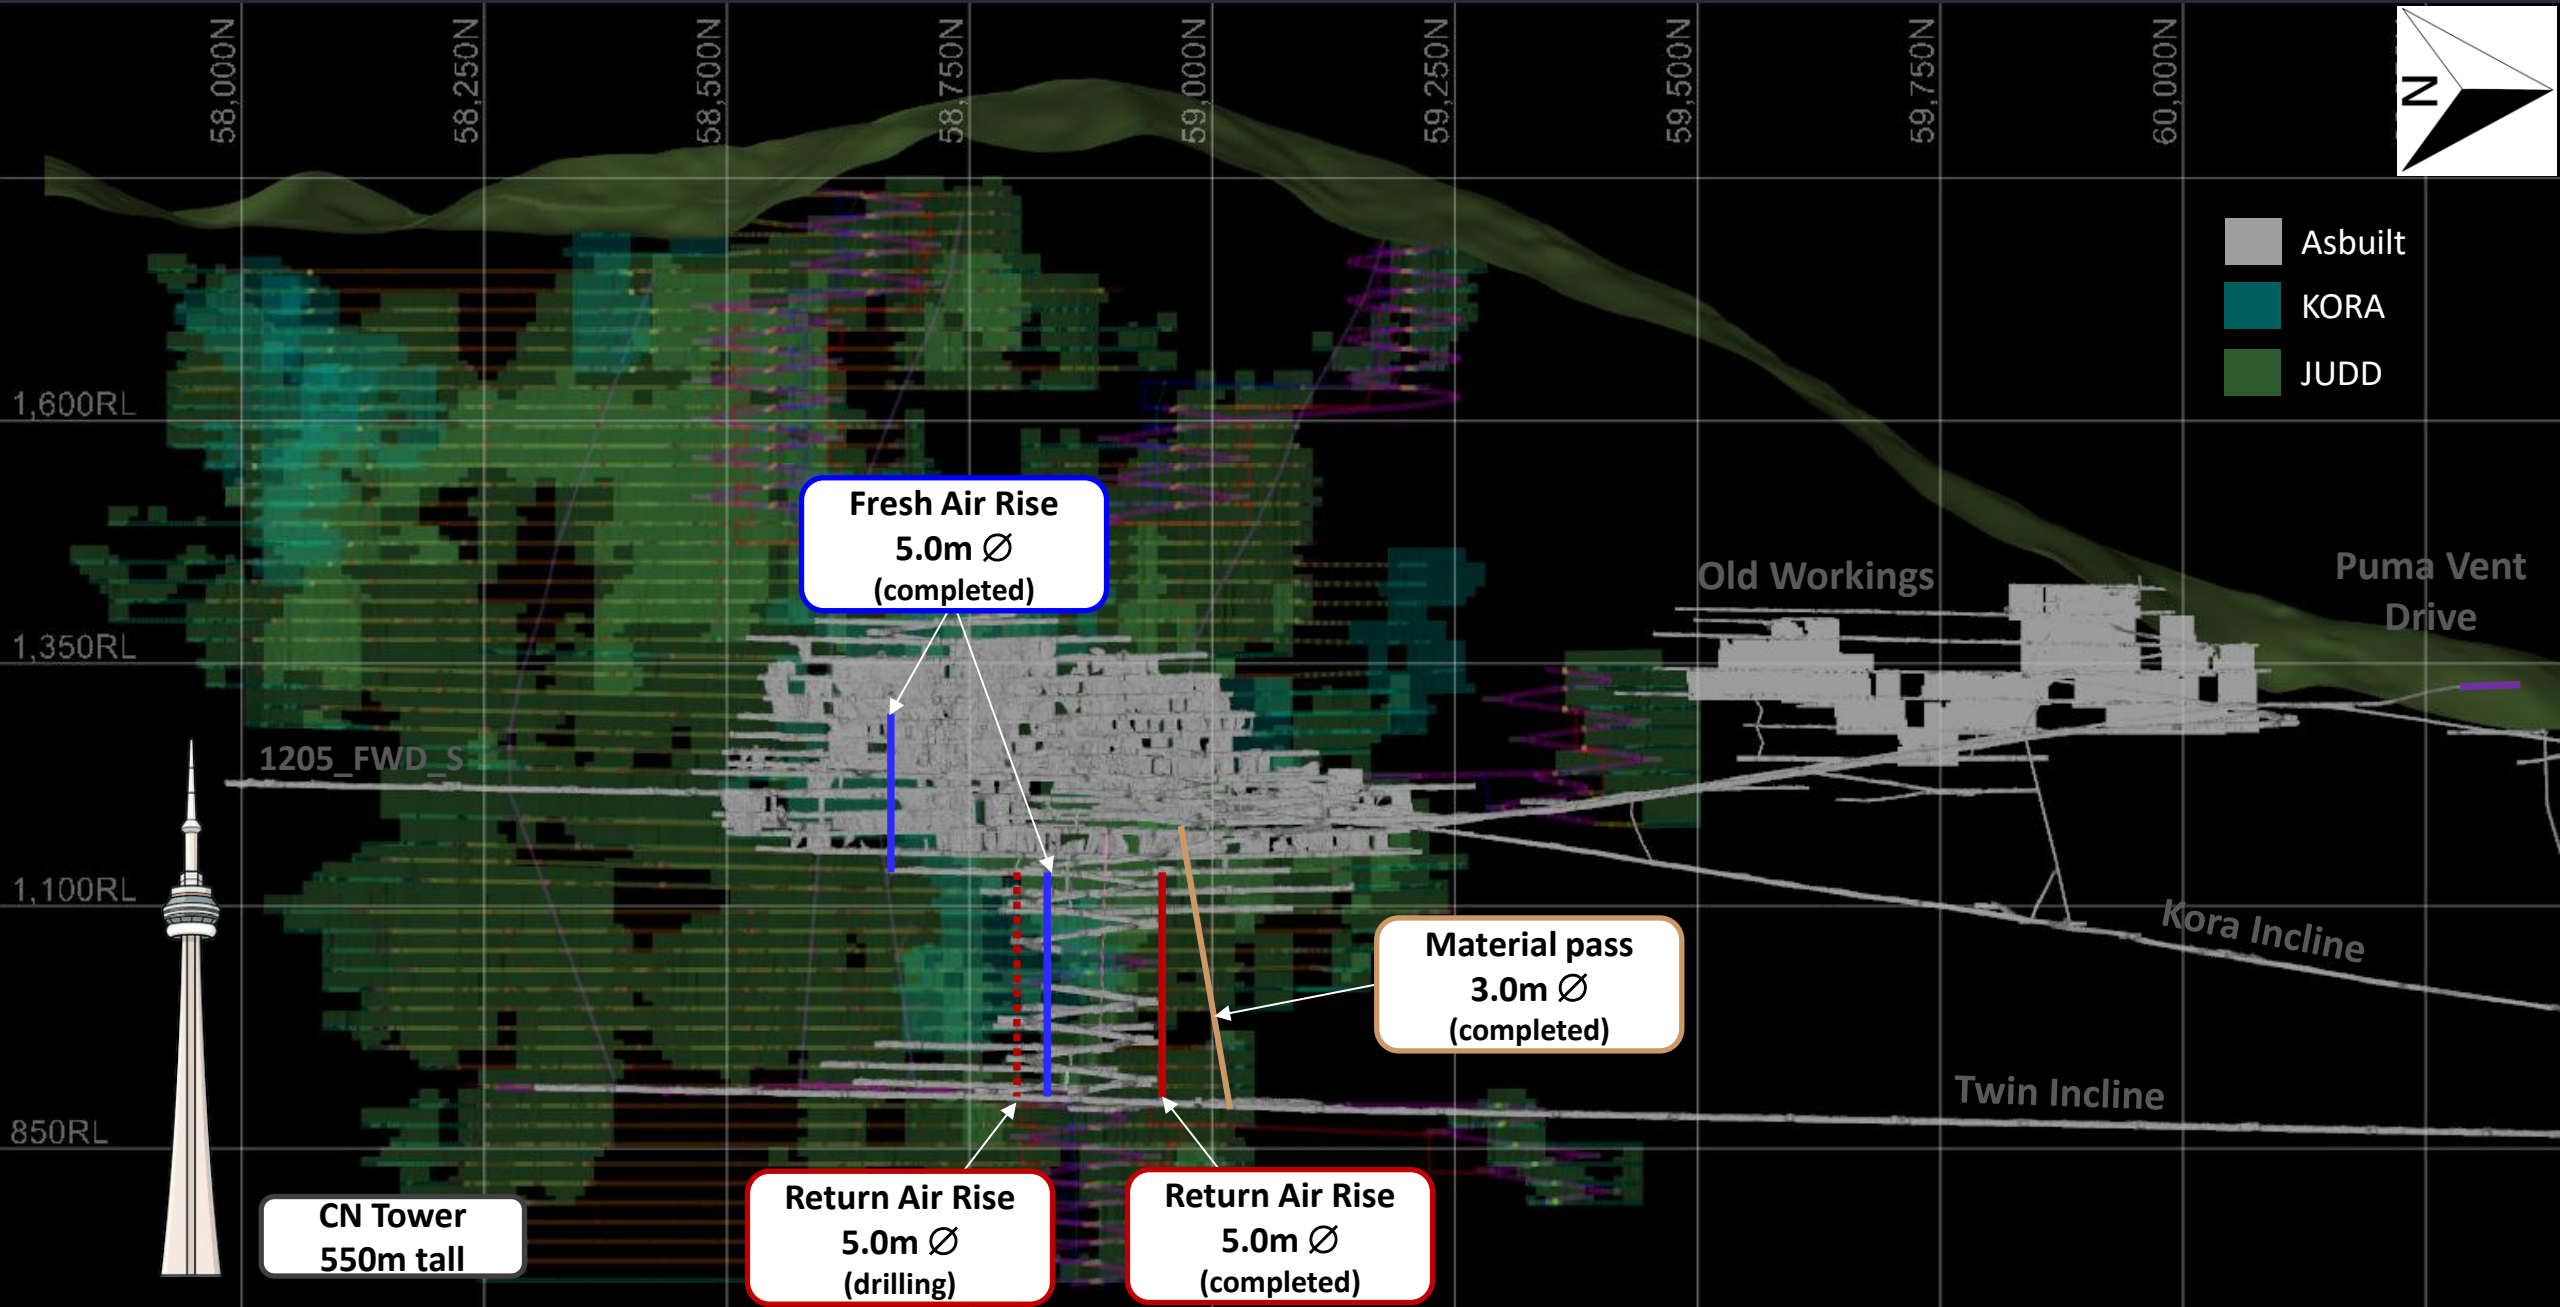 58,000N
58,250N
58,500N
58,750N
59,000N
59,250N
59,500N
59,750N
60,000N
N
Asbuilt
KORA
JUDD
1,600RL
1,350RL
1,100RL
850RL
Fresh Air Rise
5.0m ∅
(completed)
Old Workings
Puma Vent
Drive
1205_FWD_S
Material pass
3.0m ∅
(completed)
Kora Incline
Twin Incline
CN Tower
550m tall
Return Air Rise
5.0m ∅
(drilling)
Return Air Rise
5.0m ∅
(completed)